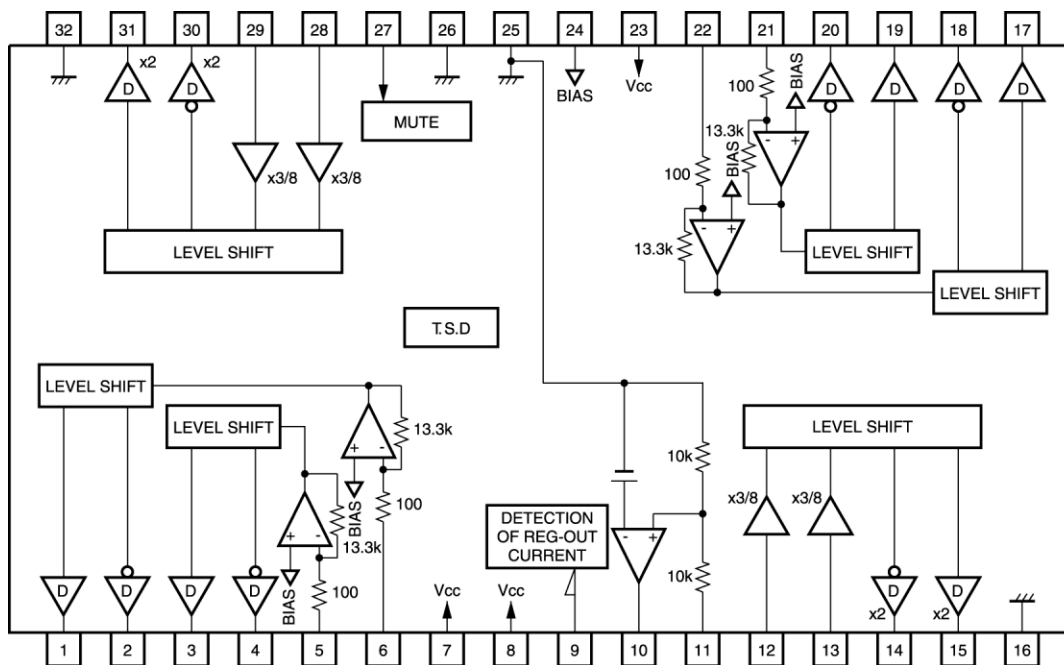 32 31 30 29 28 27 26 25 24 23 22 21 20 19 18 17
x2 x2
D D
MUTE
BIAS
Vcc
100
BIAS
D D D D
x3/8 x3/8
13.3k
BIAS
- +
100
13.3k
- +
LEVEL SHIFT
LEVEL SHIFT
LEVEL SHIFT
T.S.D
LEVEL SHIFT
LEVEL SHIFT
13.3k
+ -
BIAS
100
10k
LEVEL SHIFT
x3/8 x3/8
DETECTION
OF REG-OUT
CURRENT
- +
+ -
13.3k
BIAS
100
10k
D D D D
Vcc Vcc
D D
x2 x2
1 2 3 4 5 6 7 8 9 10 11 12 13 14 15 16